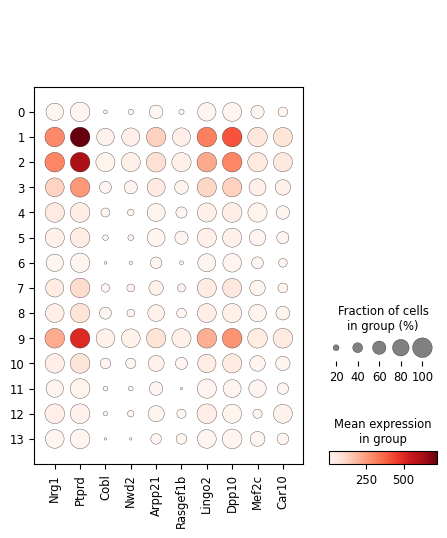 0
1
2
3
4
5
6
7
8
9
10
11
12
13
Nrg1
Ptprd
Cobl
Nwd2
Arpp21
Rasgef1b
Lingo2
Dpp10
Mef2c
Car10
Fraction of cells
in group (%)
20 40 60 80 100
Mean expression
in group
250 500